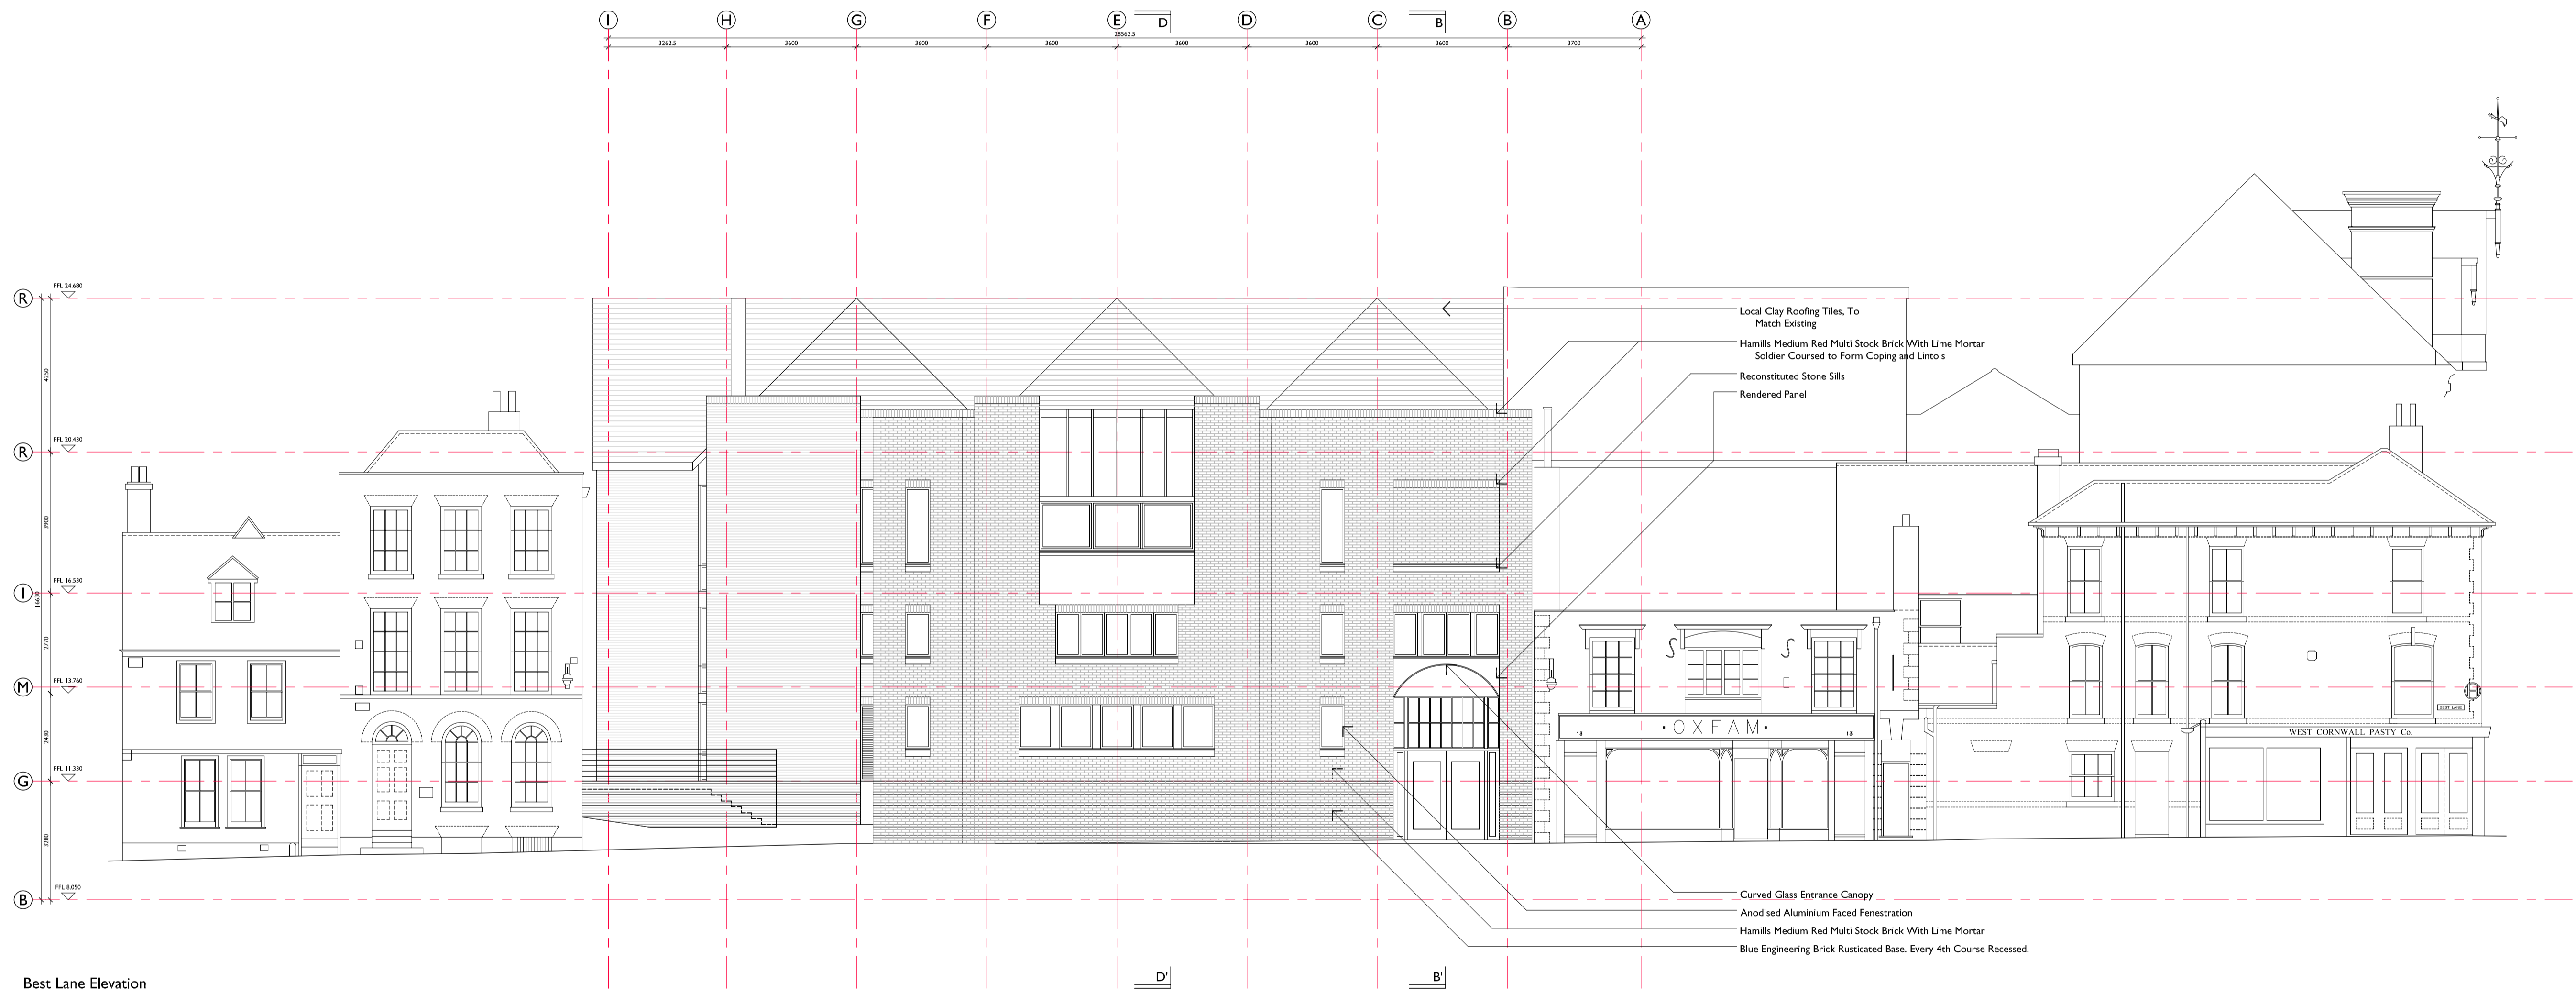 I H G F E D D C B B A
28562.5
3262.5 3600 3600 3600 3600 3600 3600 3700
R FFL 24.680
4250
R FFL 20.430
3900
I FFL 16.530
16630
2770
M FFL 13.760
2430
G FFL 11.330
3280
B FFL 8.050
Local Clay Roofing Tiles, To
Match Existing
Hamills Medium Red Multi Stock Brick With Lime Mortar
Soldier Coursed to Form Coping and Lintols
Reconstituted Stone Sills
Rendered Panel
BEST LANE
13 · OXFAM · 13
WEST CORNWALL PASTY Co.
Curved Glass Entrance Canopy
Anodised Aluminium Faced Fenestration
Hamills Medium Red Multi Stock Brick With Lime Mortar
Blue Engineering Brick Rusticated Base. Every 4th Course Recessed.
D' B'
Best Lane Elevation